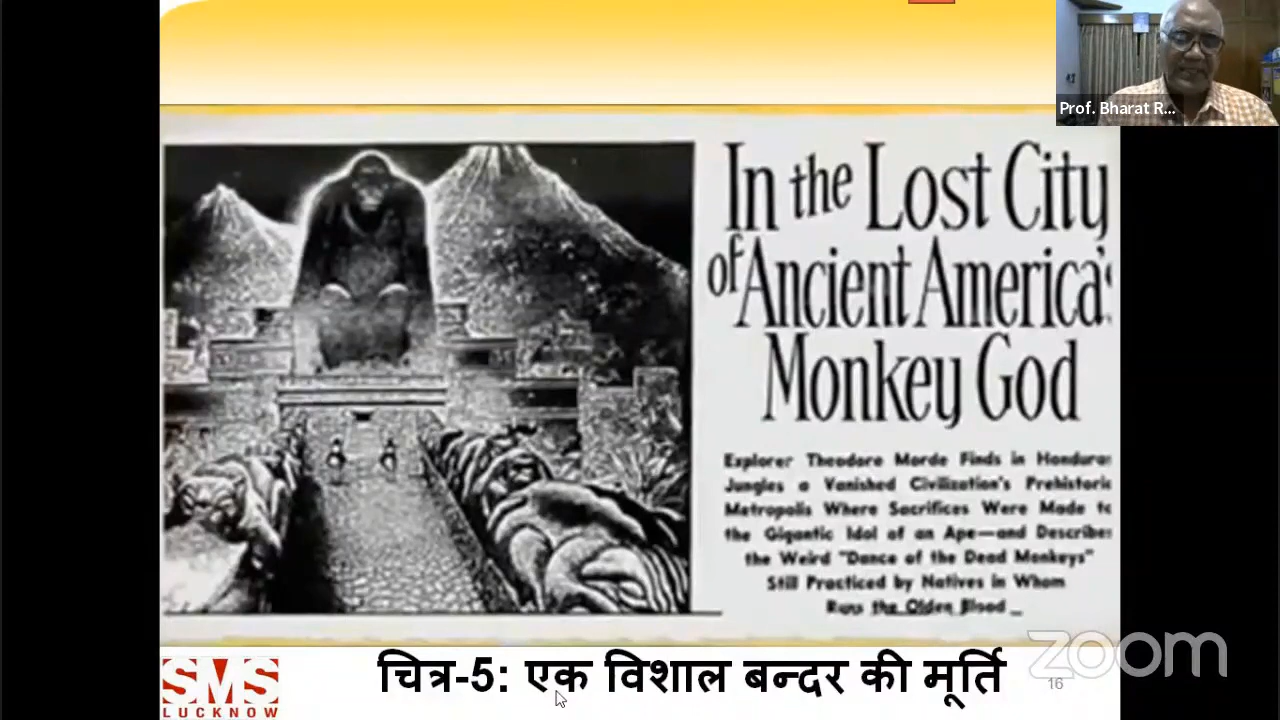 Prof. Bharat R...
In the Lost City
of Ancient America's
Monkey God
Explorer Theodore Morde Finds in Honduras
Jungles a Vanished Civilization's Prehistoric
Metropolis Where Sacrifices Were Made to
the Gigantic Idol of an Ape—and Describes
the Weird "Dance of the Dead Monkeys"
Still Practiced by Natives in Whom
Runs the Olden Blood
SMS
LUCKNOW
चित्र-5: एक विशाल बन्दर की मूर्ति
16
zoom